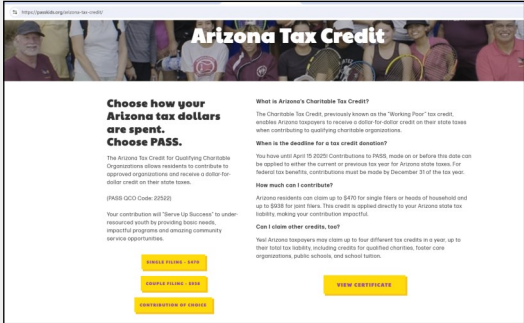 https://passkids.org/arizona-tax-credit/
Arizona Tax Credit
Choose how your
Arizona tax dollars
are spent.
Choose PASS.
The Arizona Tax Credit for Qualifying Charitable
Organizations allows residents to contribute to
approved organizations and receive a dollar-for-
dollar credit on their state taxes.
(PASS QCO Code: 22522)
Your contribution will "Serve Up Success" to under-
resourced youth by providing basic needs,
impactful programs and amazing community
service opportunities.
SINGLE FILING - $470
COUPLE FILING - $938
CONTRIBUTION OF CHOICE
What is Arizona's Charitable Tax Credit?
The Charitable Tax Credit, previously known as the "Working Poor" tax credit,
enables Arizona taxpayers to receive a dollar-for-dollar credit on their state taxes
when contributing to qualifying charitable organizations.
When is the deadline for a tax credit donation?
You have until April 15 2025! Contributions to PASS, made on or before this date can
be applied to either the current or previous tax year for Arizona state taxes. For
federal tax benefits, contributions must be made by December 31 of the tax year.
How much can I contribute?
Arizona residents can claim up to $470 for single filers or heads of household and
up to $938 for joint filers. This credit is applied directly to your Arizona state tax
liability, making your contribution impactful.
Can I claim other credits, too?
Yes! Arizona taxpayers may claim up to four different tax credits in a year, up to
their total tax liability, including credits for qualified charities, foster care
organizations, public schools, and school tuition.
VIEW CERTIFICATE